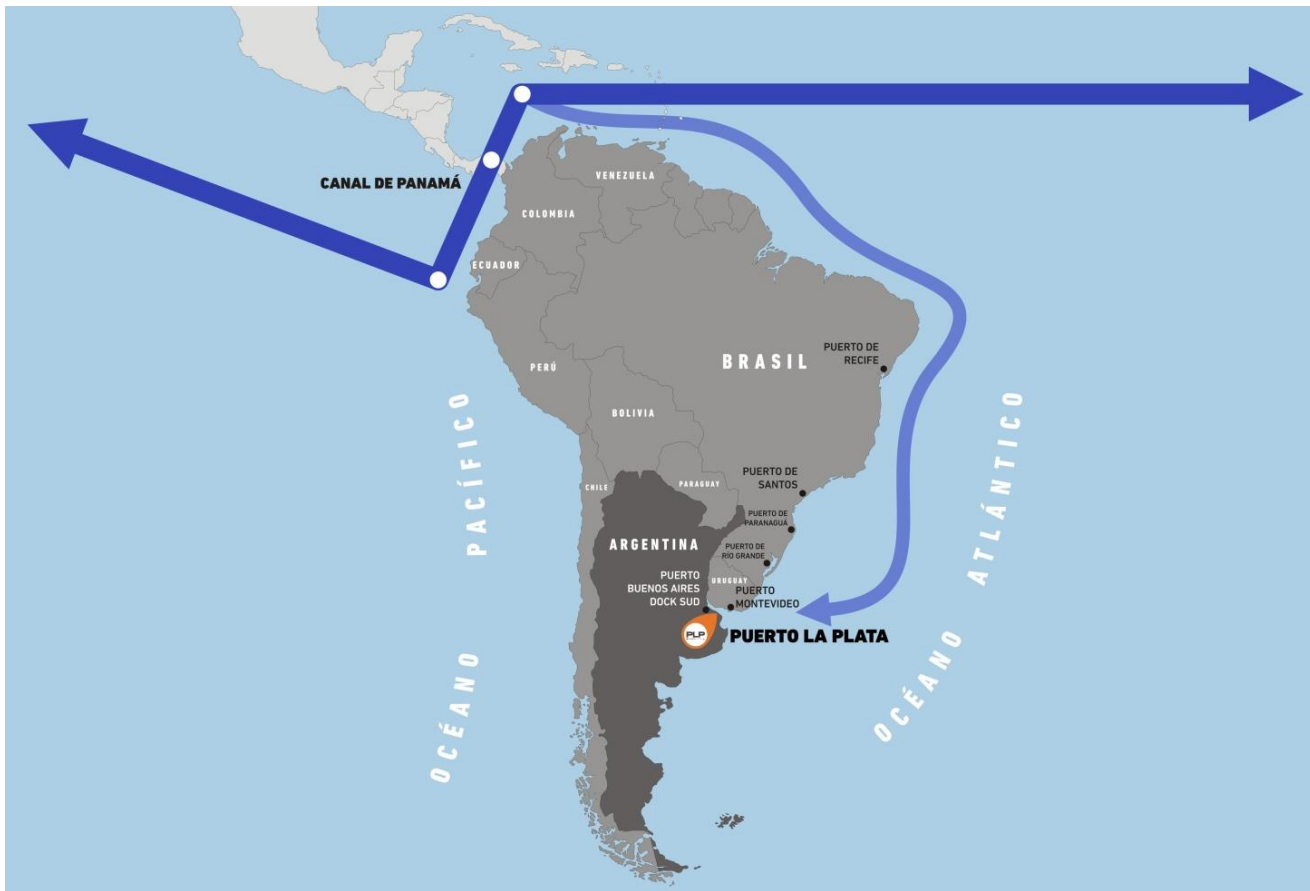 CANAL DE PANAMÁ
VENEZUELA
COLOMBIA
ECUADOR
PERÚ
BRASIL
PUERTO DE
RECIFE
BOLIVIA
PUERTO DE
SANTOS
CHILE
PARAGUAY
PUERTO DE
PARANAGUÁ
ARGENTINA
PUERTO DE
RÍO GRANDE
PUERTO
BUENOS AIRES
DOCK SUD
URUGUAY
PUERTO
MONTEVIDEO
PLP
PUERTO LA PLATA
OCÉANO PACÍFICO
OCÉANO ATLÁNTICO